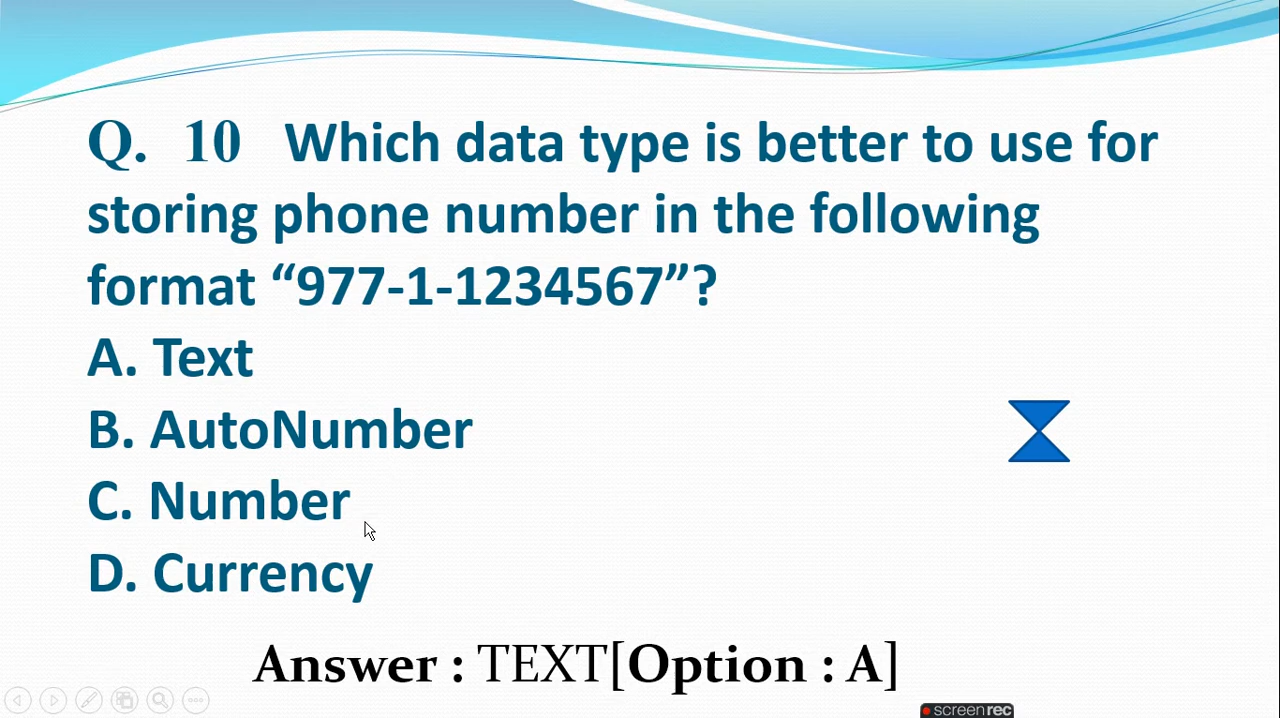 Q. 10 Which data type is better to use for
storing phone number in the following
format “977-1-1234567”?
A. Text
B. AutoNumber
C. Number
D. Currency
Answer : TEXT[Option : A]
screenrec